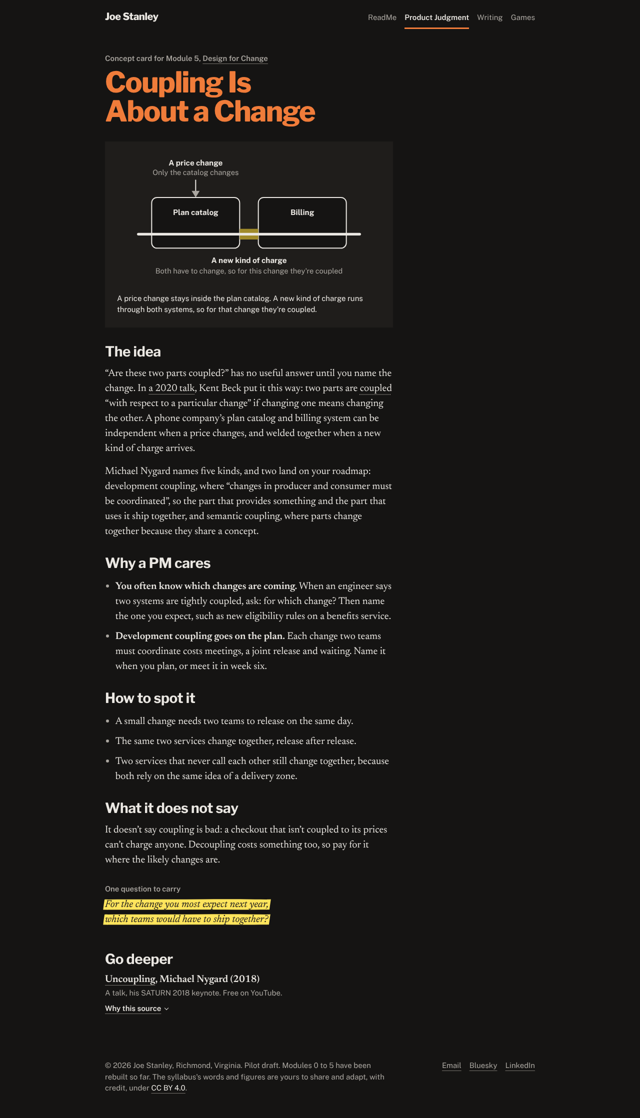 Joe Stanley
ReadMe Product Judgment Writing Games
Concept card for Module 5, Design for Change
Coupling Is
About a Change
A price change
Only the catalog changes
Plan catalog
Billing
A new kind of charge
Both have to change, so for this change they’re coupled
A price change stays inside the plan catalog. A new kind of charge runs
through both systems, so for that change they’re coupled.
The idea
“Are these two parts coupled?” has no useful answer until you name the
change. In a 2020 talk, Kent Beck put it this way: two parts are coupled
“with respect to a particular change” if changing one means changing
the other. A phone company’s plan catalog and billing system can be
independent when a price changes, and welded together when a new
kind of charge arrives.
Michael Nygard names five kinds, and two land on your roadmap:
development coupling, where “changes in producer and consumer must
be coordinated”, so the part that provides something and the part that
uses it ship together, and semantic coupling, where parts change
together because they share a concept.
Why a PM cares
• You often know which changes are coming. When an engineer says
two systems are tightly coupled, ask: for which change? Then name
the one you expect, such as new eligibility rules on a benefits service.
• Development coupling goes on the plan. Each change two teams
must coordinate costs meetings, a joint release and waiting. Name it
when you plan, or meet it in week six.
How to spot it
• A small change needs two teams to release on the same day.
• The same two services change together, release after release.
• Two services that never call each other still change together, because
both rely on the same idea of a delivery zone.
What it does not say
It doesn’t say coupling is bad: a checkout that isn’t coupled to its prices
can’t charge anyone. Decoupling costs something too, so pay for it
where the likely changes are.
One question to carry
For the change you most expect next year,
which teams would have to ship together?
Go deeper
Uncoupling, Michael Nygard (2018)
A talk, his SATURN 2018 keynote. Free on YouTube.
Why this source
© 2026 Joe Stanley, Richmond, Virginia. Pilot draft. Modules 0 to 5 have been
rebuilt so far. The syllabus’s words and figures are yours to share and adapt, with
credit, under CC BY 4.0.
Email Bluesky LinkedIn